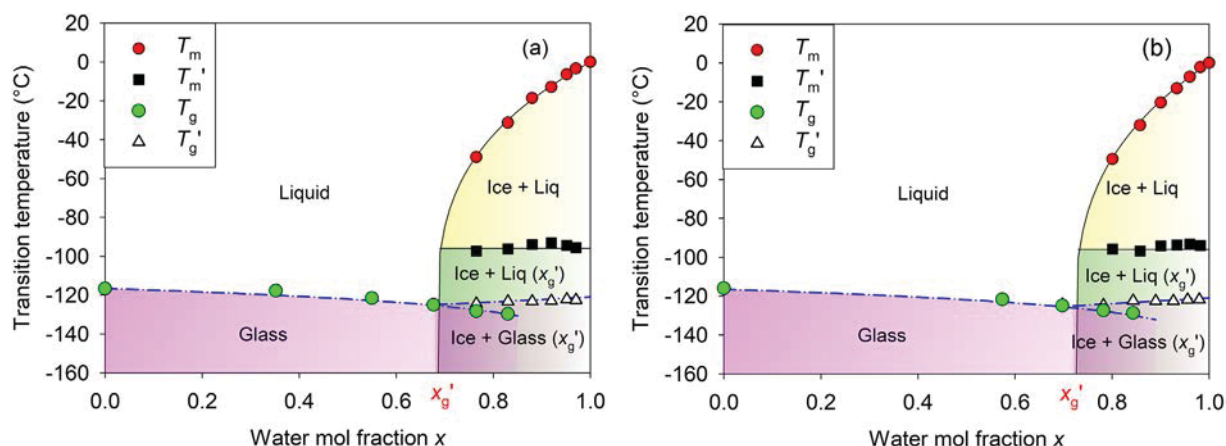 (a)
Transition temperature (°C)
20
0
-20
-40
-60
-80
-100
-120
-140
-160
Tm
Tm'
Tg
Tg'
Liquid
Ice + Liq
Ice + Liq (xg')
Glass
Ice + Glass (xg')
0.0 0.2 0.4 0.6 0.8 1.0
xg'
Water mol fraction x
(b)
Transition temperature (°C)
20
0
-20
-40
-60
-80
-100
-120
-140
-160
Tm
Tm'
Tg
Tg'
Liquid
Ice + Liq
Ice + Liq (xg')
Glass
Ice + Glass (xg')
0.0 0.2 0.4 0.6 0.8 1.0
xg'
Water mol fraction x